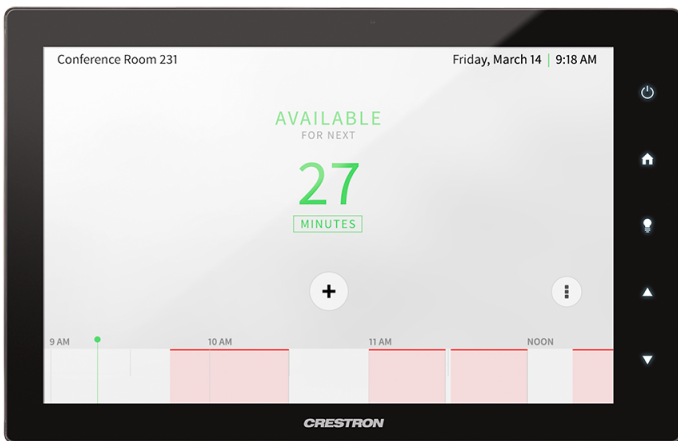 Conference Room 231
Friday, March 14 | 9:18 AM
AVAILABLE
FOR NEXT
27
MINUTES
9 AM
10 AM
11 AM
NOON
CRESTRON